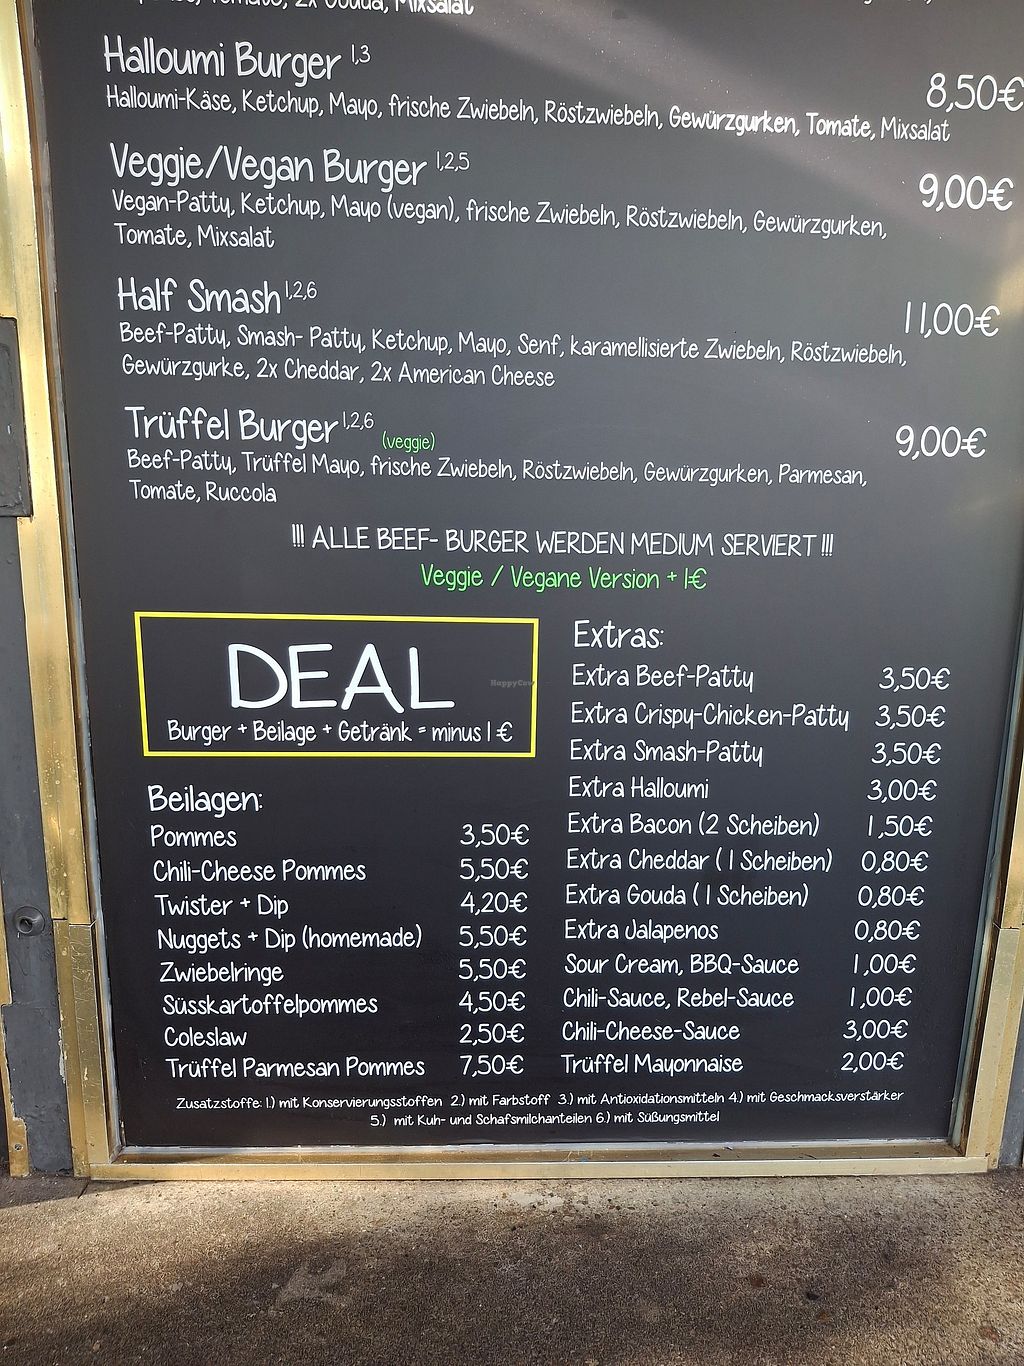 Tomate, 2x Gouda, Mixsalat
Halloumi Burger 1,3
8,50€
Halloumi-Käse, Ketchup, Mayo, frische Zwiebeln, Röstzwiebeln, Gewürzgurken, Tomate, Mixsalat
Veggie/Vegan Burger 1,2,5
9,00€
Vegan-Patty, Ketchup, Mayo (vegan), frische Zwiebeln, Röstzwiebeln, Gewürzgurken,
Tomate, Mixsalat
Half Smash 1,2,6
11,00€
Beef-Patty, Smash- Patty, Ketchup, Mayo, Senf, karamellisierte Zwiebeln, Röstzwiebeln,
Gewürzgurke, 2x Cheddar, 2x American Cheese
Trüffel Burger 1,2,6 (veggie)
9,00€
Beef-Patty, Trüffel Mayo, frische Zwiebeln, Röstzwiebeln, Gewürzgurken, Parmesan,
Tomate, Ruccola
!!! ALLE BEEF- BURGER WERDEN MEDIUM SERVIERT !!!
Veggie / Vegane Version + 1€
DEAL
Burger + Beilage + Getränk = minus 1 €
Beilagen:
Pommes 3,50€
Chili-Cheese Pommes 5,50€
Twister + Dip 4,20€
Nuggets + Dip (homemade) 5,50€
Zwiebelringe 5,50€
Süsskartoffelpommes 4,50€
Coleslaw 2,50€
Trüffel Parmesan Pommes 7,50€
Extras:
Extra Beef-Patty 3,50€
Extra Crispy-Chicken-Patty 3,50€
Extra Smash-Patty 3,50€
Extra Halloumi 3,00€
Extra Bacon (2 Scheiben) 1,50€
Extra Cheddar ( 1 Scheiben) 0,80€
Extra Gouda ( 1 Scheiben) 0,80€
Extra Jalapenos 0,80€
Sour Cream, BBQ-Sauce 1,00€
Chili-Sauce, Rebel-Sauce 1,00€
Chili-Cheese-Sauce 3,00€
Trüffel Mayonnaise 2,00€
Zusatzstoffe: 1.) mit Konservierungsstoffen 2.) mit Farbstoff 3.) mit Antioxidationsmitteln 4.) mit Geschmacksverstärker
5.) mit Kuh- und Schafsmilchanteilen 6.) mit Süßungsmittel
HappyCow